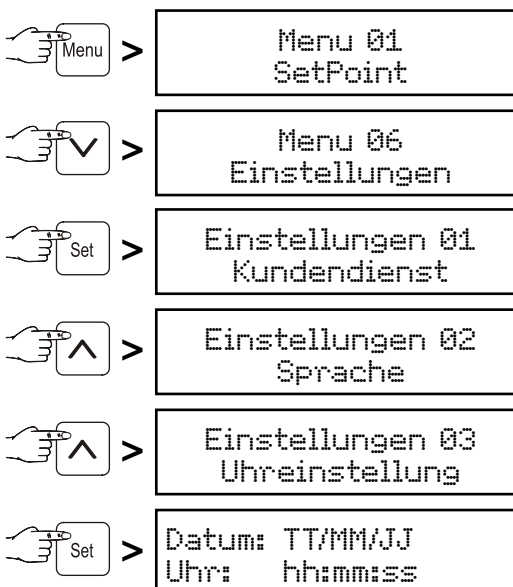 Menu > Menu 01
SetPoint
> Menu 06
Einstellungen
Set > Einstellungen 01
Kundendienst
> Einstellungen 02
Sprache
> Einstellungen 03
Uhreinstellung
Set > Datum: TT/MM/JJ
Uhr: hh:mm:ss